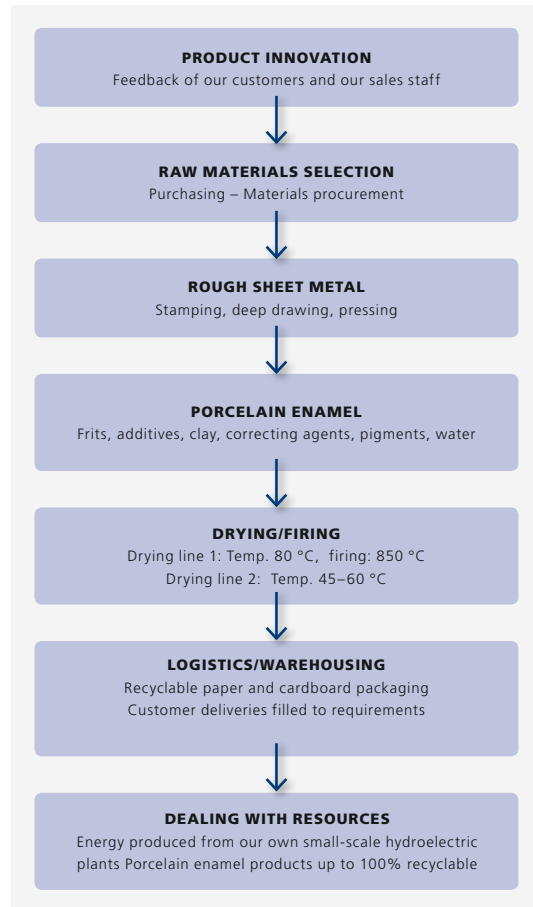 PRODUCT INNOVATION
Feedback of our customers and our sales staff
RAW MATERIALS SELECTION
Purchasing – Materials procurement
ROUGH SHEET METAL
Stamping, deep drawing, pressing
PORCELAIN ENAMEL
Frits, additives, clay, correcting agents, pigments, water
DRYING/FIRING
Drying line 1: Temp. 80 °C, firing: 850 °C
Drying line 2: Temp. 45–60 °C
LOGISTICS/WAREHOUSING
Recyclable paper and cardboard packaging
Customer deliveries filled to requirements
DEALING WITH RESOURCES
Energy produced from our own small-scale hydroelectric
plants Porcelain enamel products up to 100% recyclable